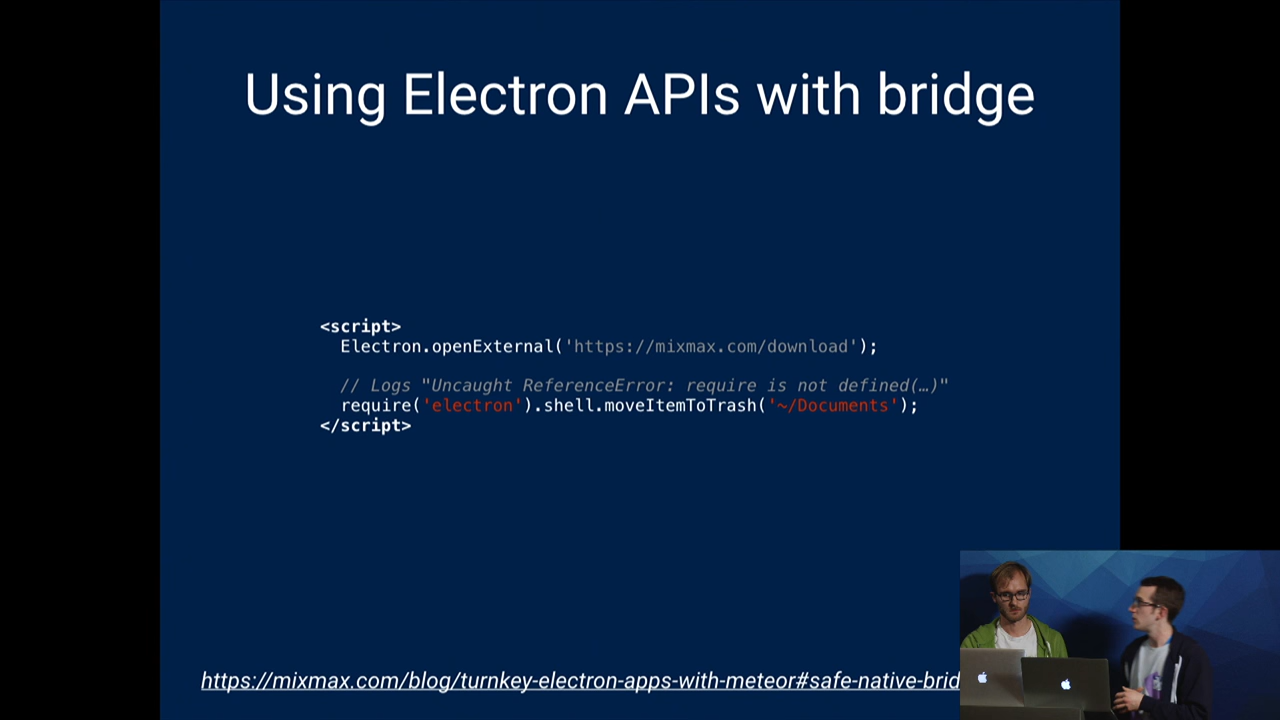 Using Electron APIs with bridge
<script>
Electron.openExternal('https://mixmax.com/download');
// Logs "Uncaught ReferenceError: require is not defined(…)"
require('electron').shell.moveItemToTrash('~/Documents');
</script>
https://mixmax.com/blog/turnkey-electron-apps-with-meteor#safe-native-brid